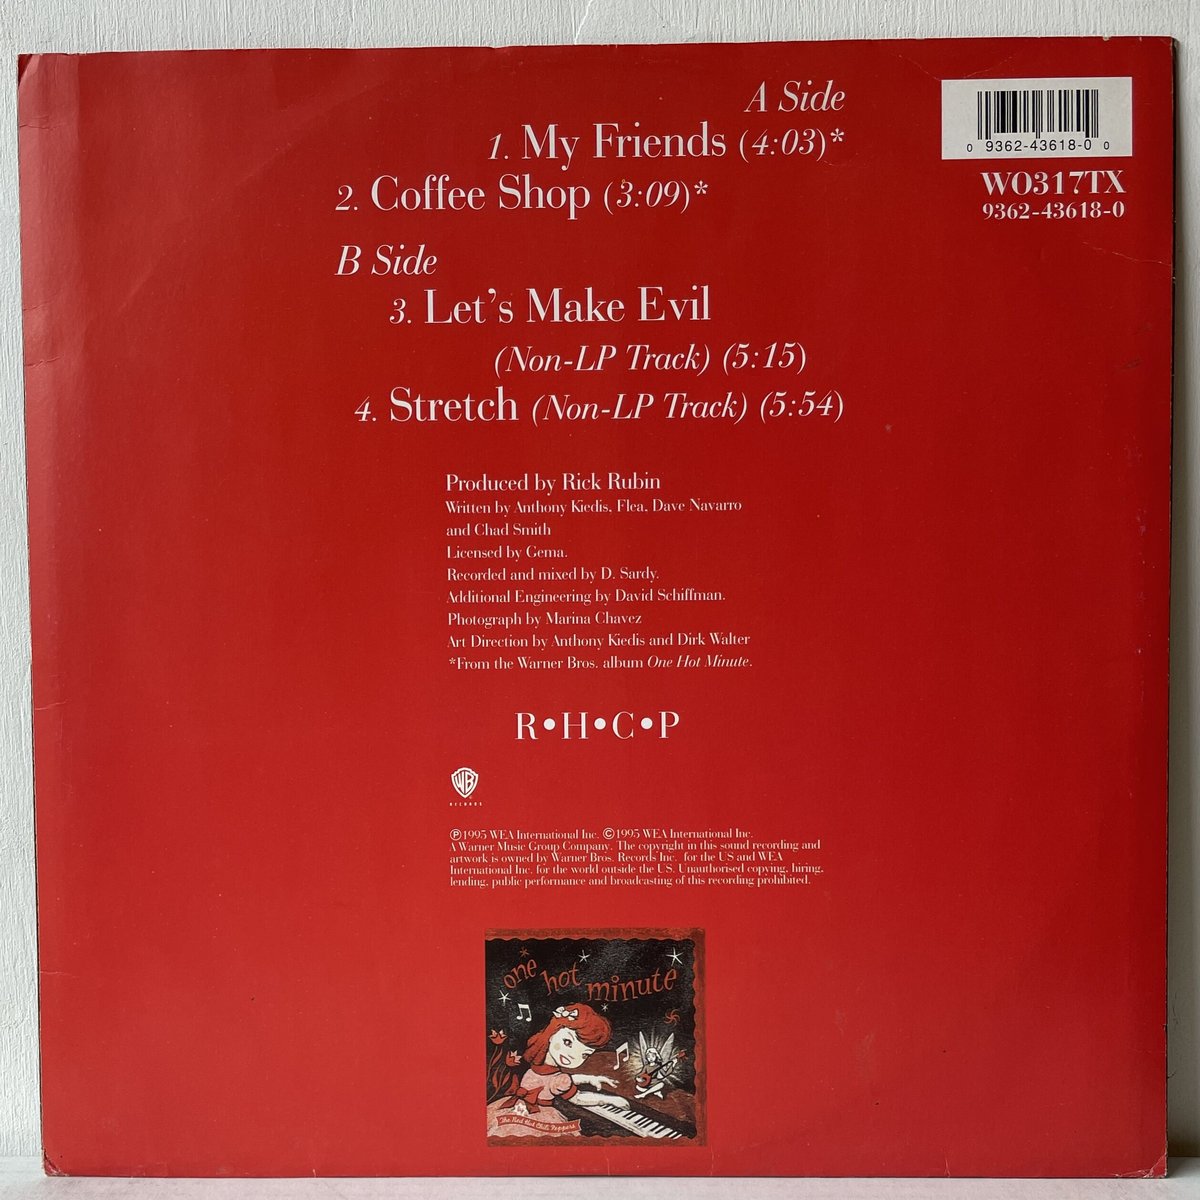 A Side
1. My Friends (4:03)*
2. Coffee Shop (3:09)*
B Side
3. Let's Make Evil
(Non-LP Track) (5:15)
4. Stretch (Non-LP Track) (5:54)
0 9362-43618-0 0
WO317TX
9362-43618-0
Produced by Rick Rubin
Written by Anthony Kiedis, Flea, Dave Navarro
and Chad Smith
Licensed by Gema.
Recorded and mixed by D. Sardy.
Additional Engineering by David Schiffman.
Photograph by Marina Chavez
Art Direction by Anthony Kiedis and Dirk Walter
*From the Warner Bros. album One Hot Minute.
R•H•C•P
WB
RECORDS
℗1995 WEA International Inc. ©1995 WEA International Inc.
A Warner Music Group Company. The copyright in this sound recording and
artwork is owned by Warner Bros. Records Inc. for the US and WEA
International Inc. for the world outside the US. Unauthorised copying, hiring,
lending, public performance and broadcasting of this recording prohibited.
one hot minute
The Red Hot Chili Peppers